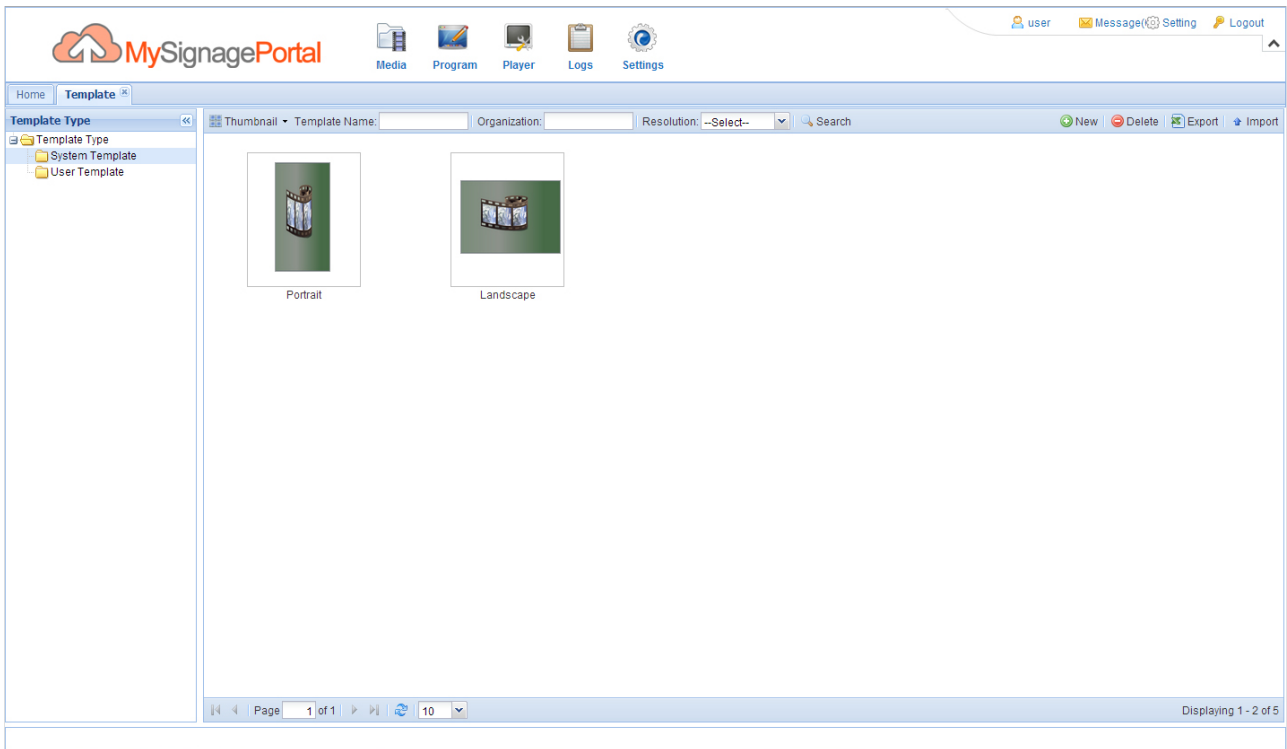 MySignagePortal
Media Program Player Logs Settings
user Message( Setting Logout
Home Template
Template Type
Template Type
System Template
User Template
Thumbnail Template Name: Organization: Resolution: --Select-- Search New Delete Export Import
Portrait Landscape
Page 1 of 1 10 Displaying 1 - 2 of 5